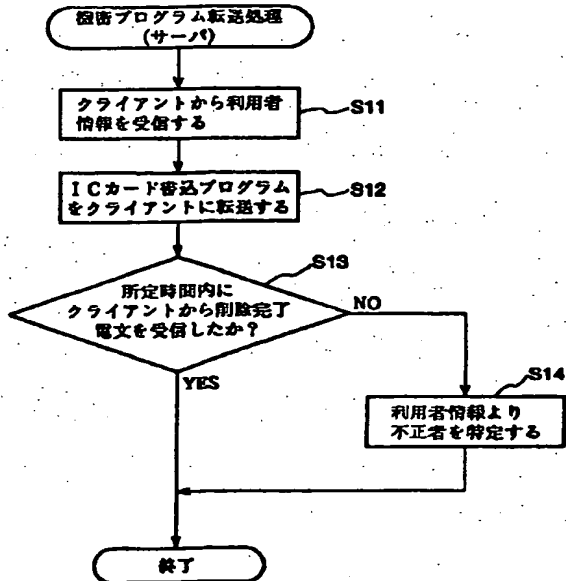 機密プログラム転送処理
(サーバ)
クライアントから利用者
情報を受信する
S11
ICカード書込プログラム
をクライアントに転送する
S12
S13
所定時間内に
クライアントから削除完了
電文を受信したか?
NO
YES
S14
利用者情報より
不正者を特定する
終了